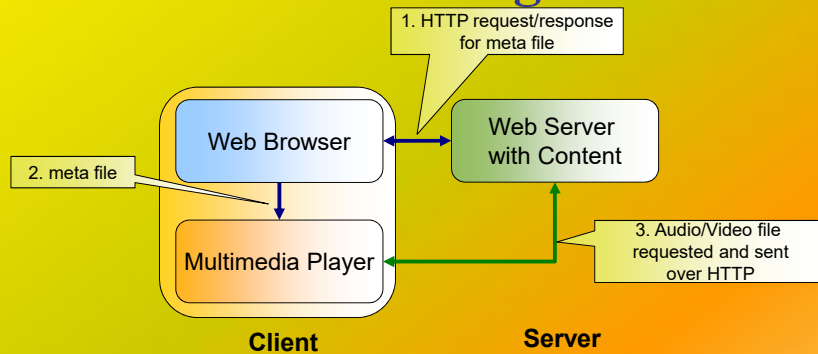 1. HTTP request/response
for meta file
Web Browser
Web Server
with Content
2. meta file
Multimedia Player
3. Audio/Video file
requested and sent
over HTTP
Client
Server